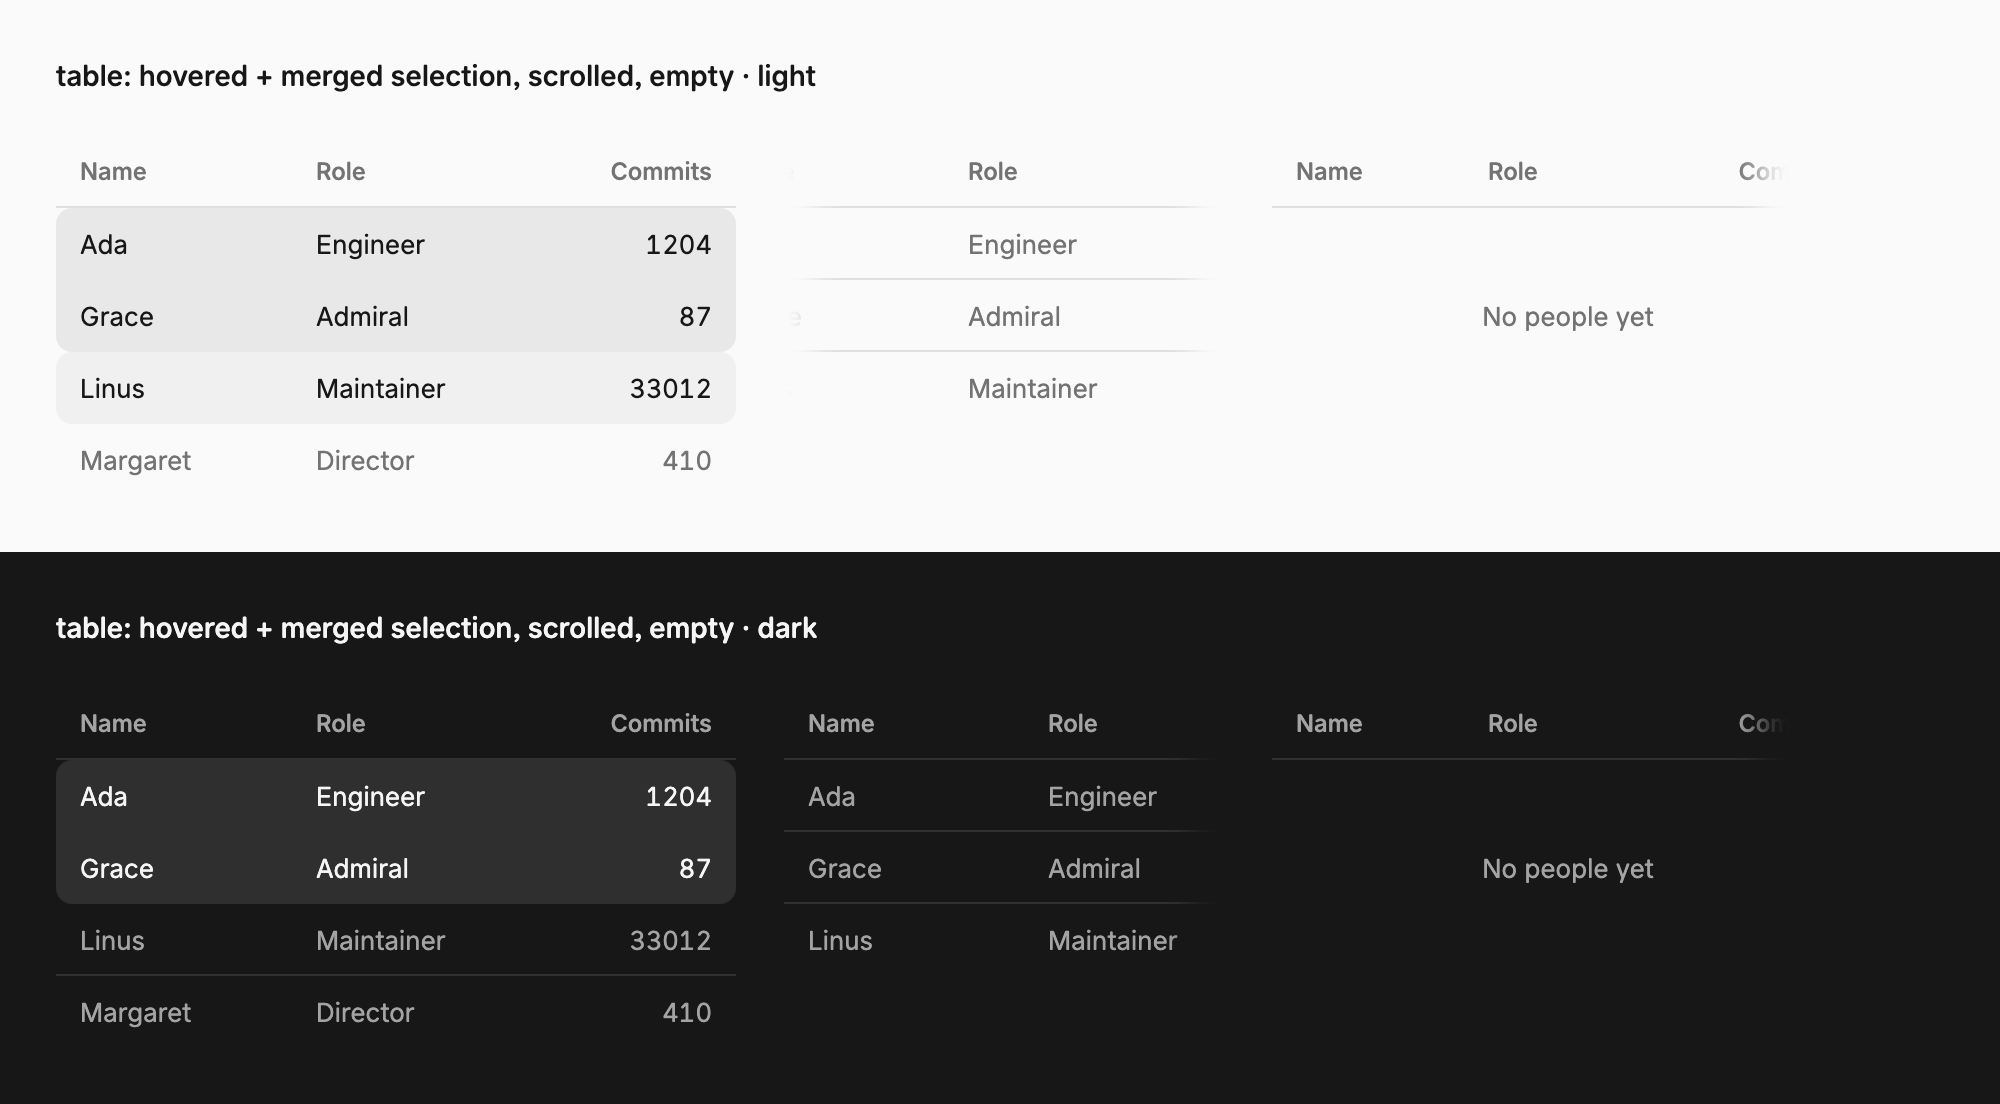 table: hovered + merged selection, scrolled, empty · light
Name Role Commits
Ada Engineer 1204
Grace Admiral 87
Linus Maintainer 33012
Margaret Director 410
Role
Engineer
Admiral
Maintainer
Name Role Com
No people yet
table: hovered + merged selection, scrolled, empty · dark
Name Role Commits
Ada Engineer 1204
Grace Admiral 87
Linus Maintainer 33012
Margaret Director 410
Name Role
Ada Engineer
Grace Admiral
Linus Maintainer
Name Role Com
No people yet